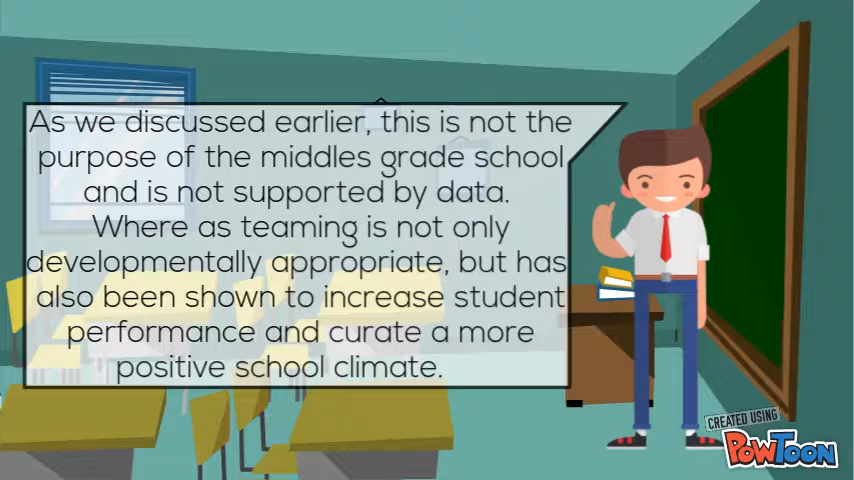 As we discussed earlier, this is not the
purpose of the middles grade school
and is not supported by data.
Where as teaming is not only
developmentally appropriate, but has
also been shown to increase student
performance and curate a more
positive school climate.
CREATED USING
PowToon